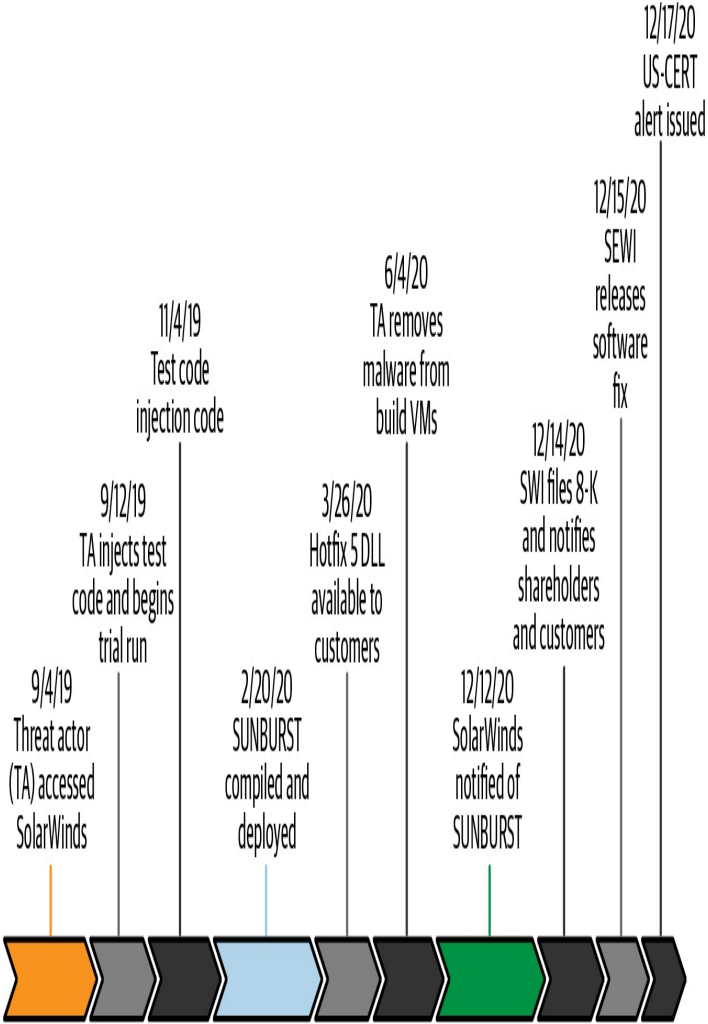 9/4/19
Threat actor
(TA) accessed
SolarWinds
9/12/19
TA injects test
code and begins
trial run
11/4/19
Test code
injection code
2/20/20
SUNBURST
compiled and
deployed
3/26/20
Hotfix 5 DLL
available to
customers
6/4/20
TA removes
malware from
build VMs
12/12/20
SolarWinds
notified of
SUNBURST
12/14/20
SWI files 8-K
and notifies
shareholders
and customers
12/15/20
SEWI
releases
software
fix
12/17/20
US-CERT
alert issued